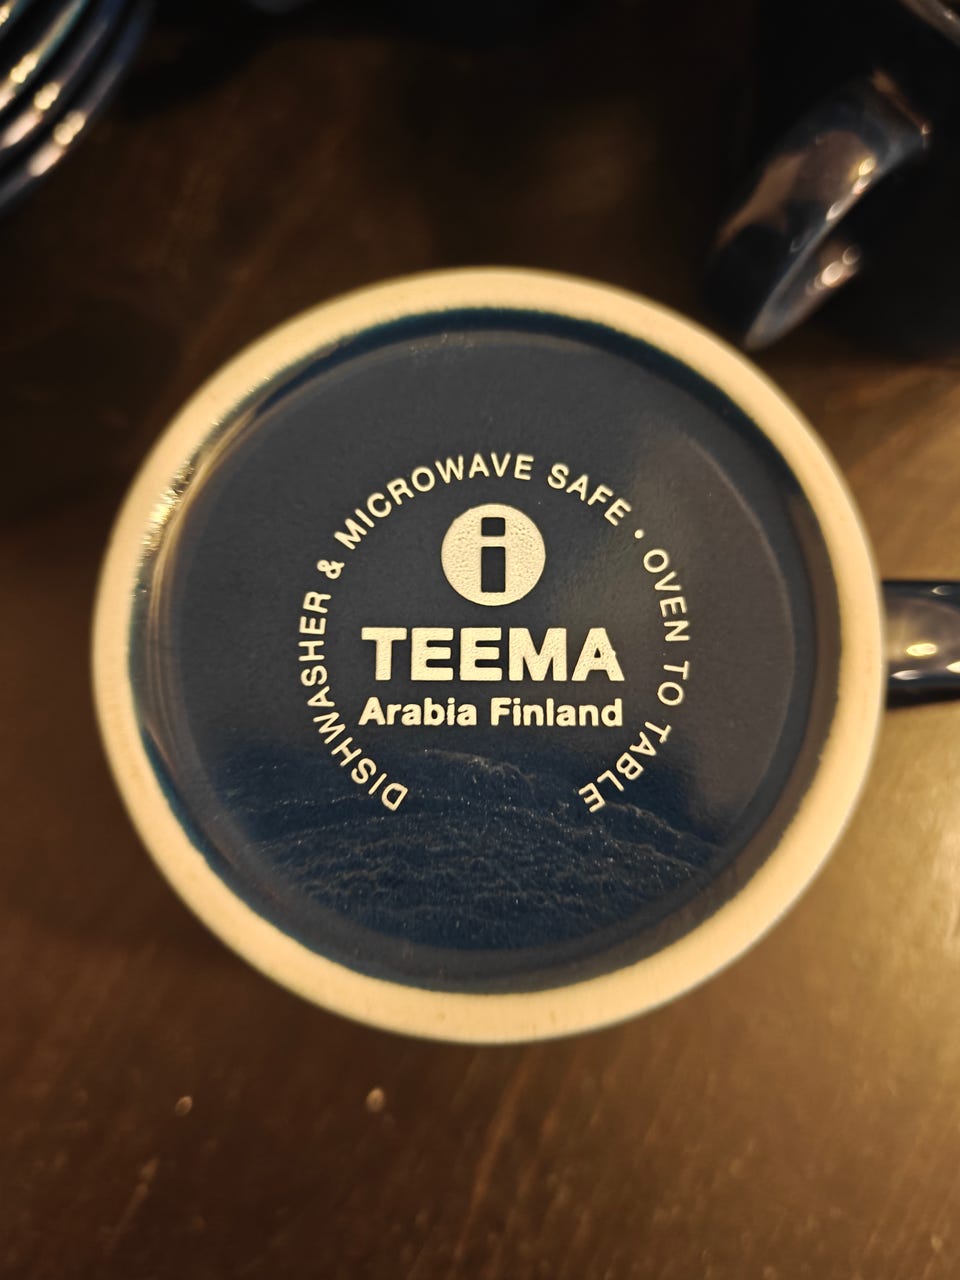 DISHWASHER & MICROWAVE SAFE • OVEN TO TABLE
i
TEEMA
Arabia Finland